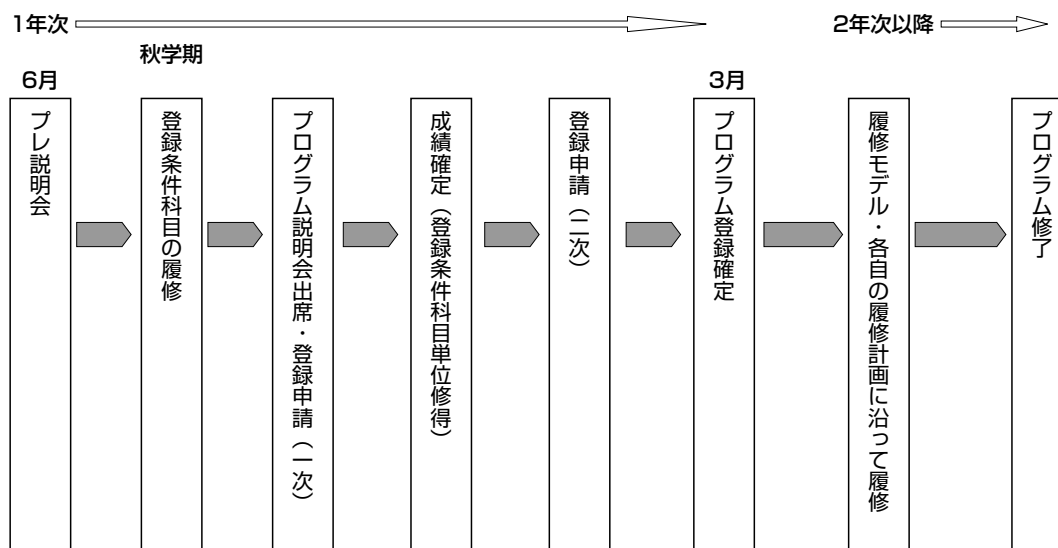 1年次
2年次以降
秋学期
6月
3月
プレ説明会
登録条件科目の履修
プログラム説明会出席・登録申請（一次）
成績確定（登録条件科目単位修得）
登録申請（二次）
プログラム登録確定
履修モデル・各自の履修計画に沿って履修
プログラム修了